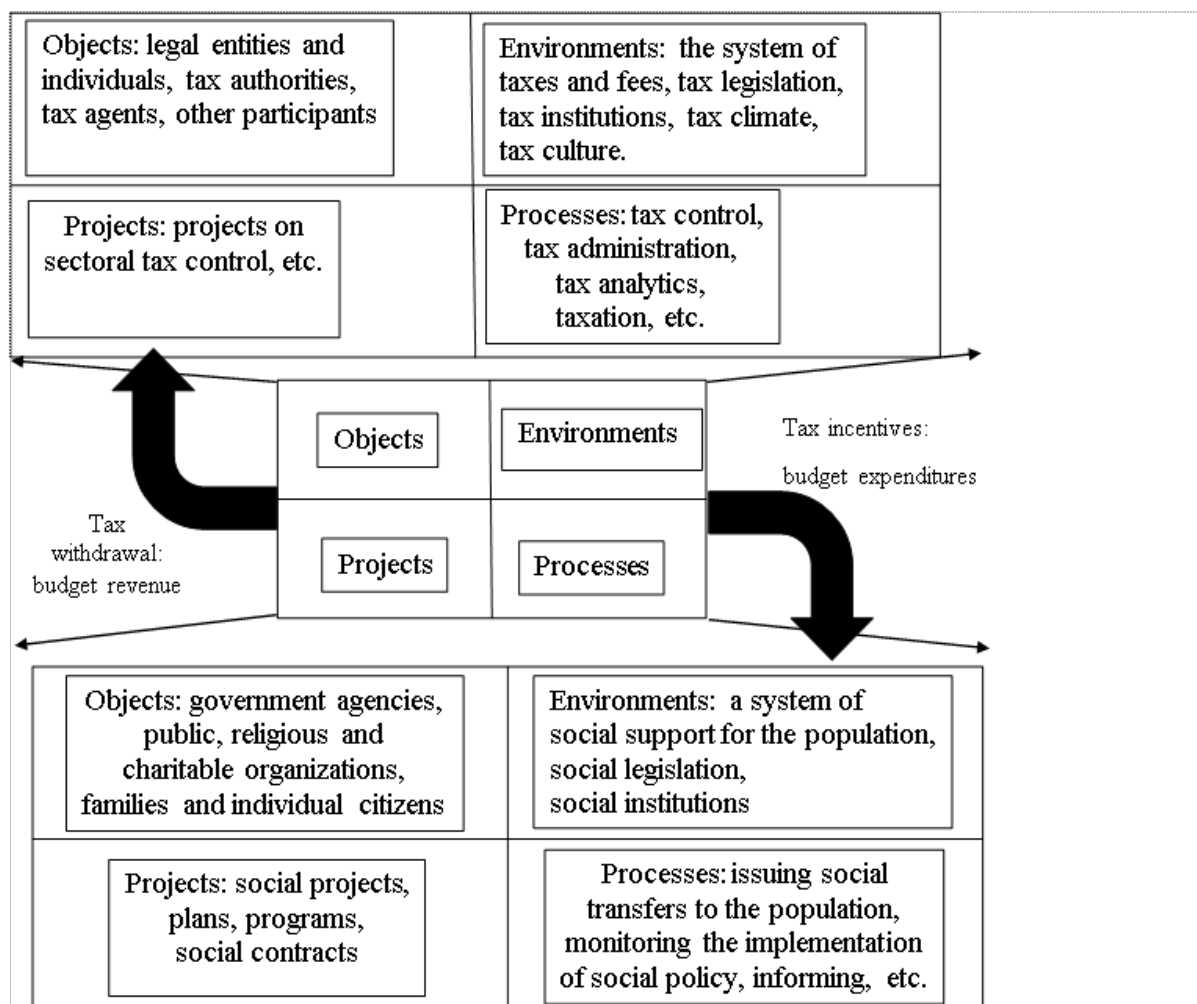 Objects: legal entities and
individuals, tax authorities,
tax agents, other participants
Environments: the system of
taxes and fees, tax legislation,
tax institutions, tax climate,
tax culture.
Projects: projects on
sectoral tax control, etc.
Processes: tax control,
tax administration,
tax analytics,
taxation, etc.
Objects
Environments
Projects
Processes
Tax incentives:
budget expenditures
Tax
withdrawal:
budget revenue
Objects: government agencies,
public, religious and
charitable organizations,
families and individual citizens
Environments: a system of
social support for the population,
social legislation,
social institutions
Projects: social projects,
plans, programs,
social contracts
Processes: issuing social
transfers to the population,
monitoring the implementation
of social policy, informing, etc.